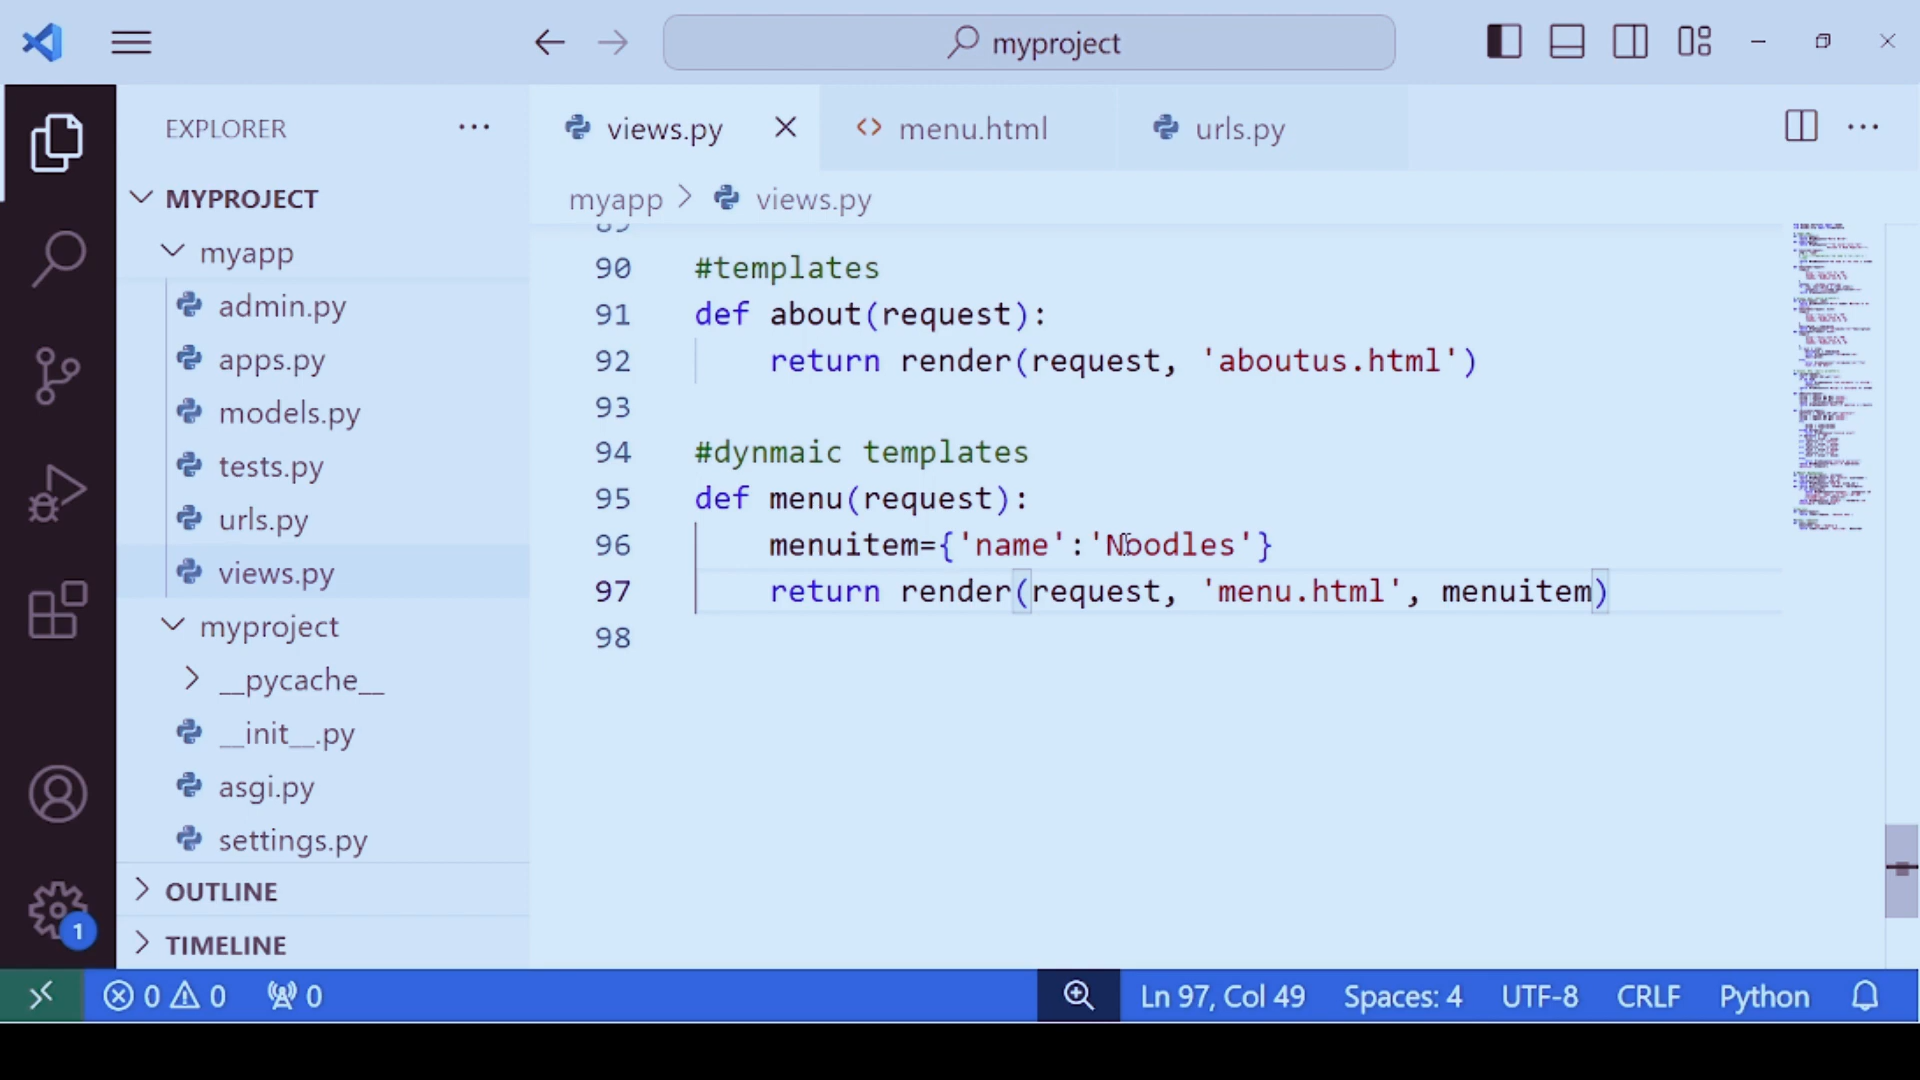 myproject
EXPLORER ...
views.py
menu.html
urls.py
MYPROJECT
myapp
admin.py
apps.py
models.py
tests.py
urls.py
views.py
myproject
__pycache__
__init__.py
asgi.py
settings.py
OUTLINE
TIMELINE
myapp > views.py
89
90 #templates
91 def about(request):
92 return render(request, 'aboutus.html')
93
94 #dynmaic templates
95 def menu(request):
96 menuitem={'name':'Noodles'}
97 return render(request, 'menu.html', menuitem)
98
1
0 0 0 Ln 97, Col 49 Spaces: 4 UTF-8 CRLF Python